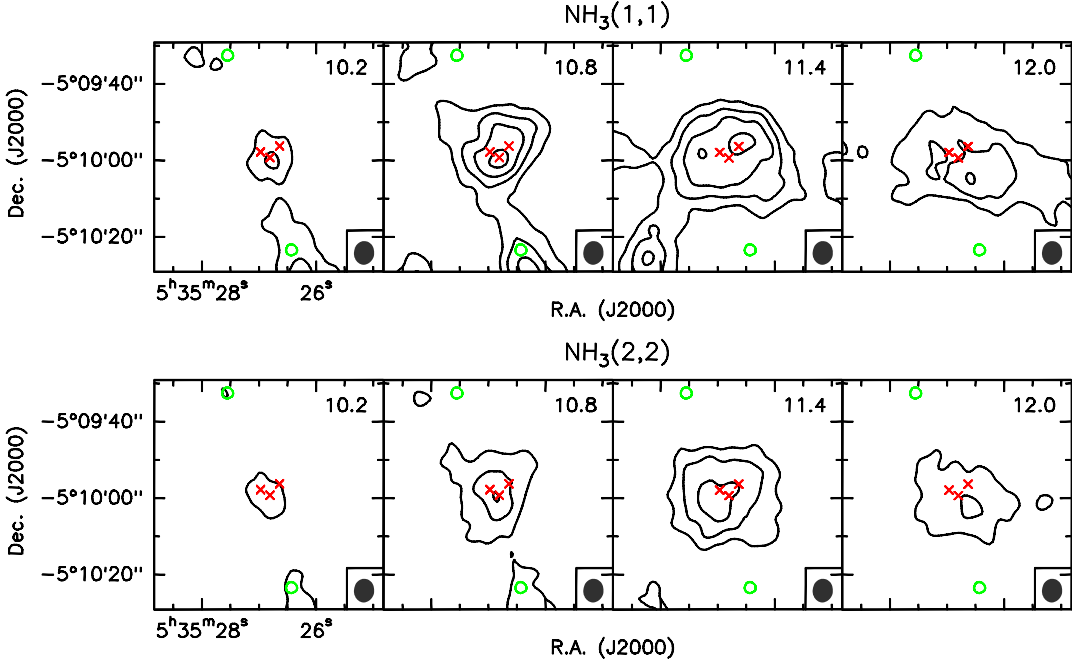 NH₃(1,1)
10.2 10.8 11.4 12.0
Dec. (J2000)
−5°09'40''
−5°10'00''
−5°10'20''
5ʰ35ᵐ28ˢ 26ˢ
R.A. (J2000)
NH₃(2,2)
10.2 10.8 11.4 12.0
Dec. (J2000)
−5°09'40''
−5°10'00''
−5°10'20''
5ʰ35ᵐ28ˢ 26ˢ
R.A. (J2000)